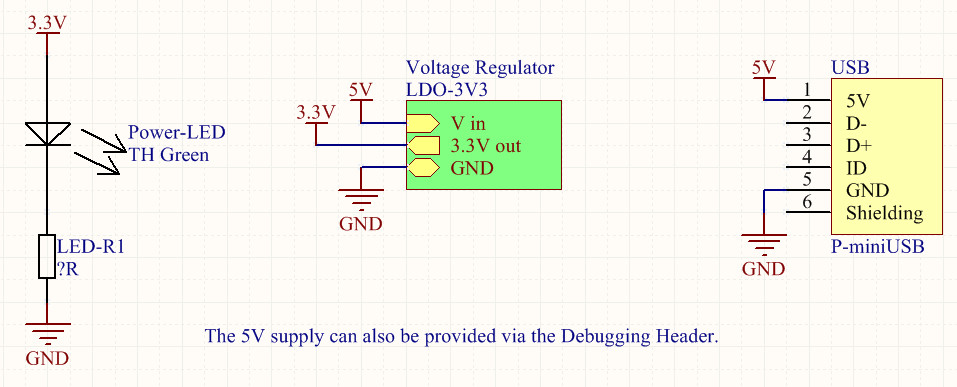 3.3V
Power-LED
TH Green
LED-R1
?R
GND
Voltage Regulator
LDO-3V3
5V
3.3V
V in
3.3V out
GND
GND
5V
USB
1
5V
2
D-
3
D+
4
ID
5
GND
6
Shielding
P-miniUSB
GND
The 5V supply can also be provided via the Debugging Header.